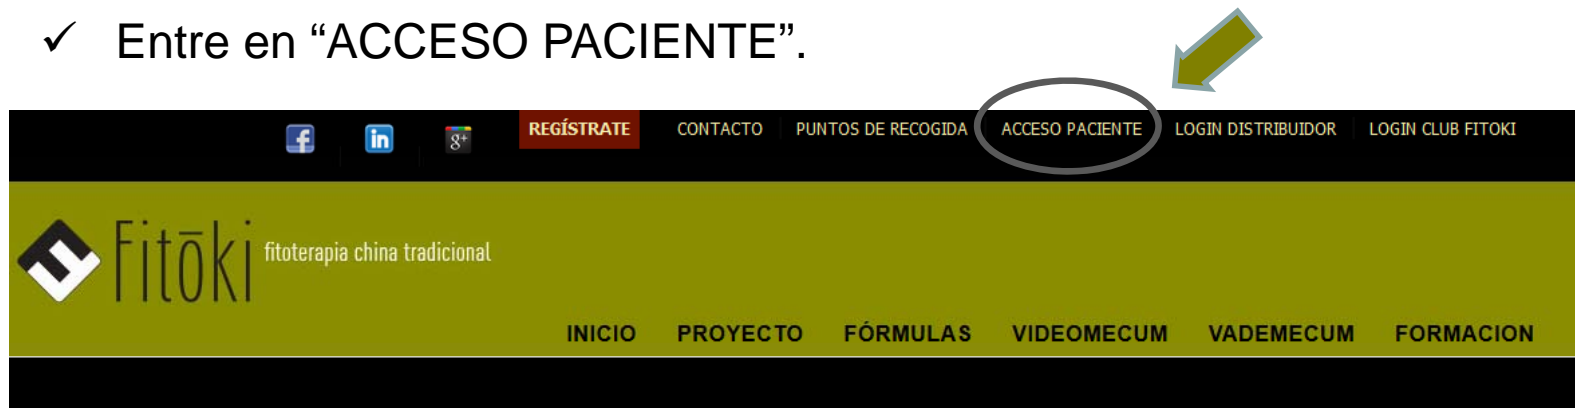 ✓ Entre en “ACCESO PACIENTE”.
REGÍSTRATE CONTACTO PUNTOS DE RECOGIDA ACCESO PACIENTE LOGIN DISTRIBUIDOR LOGIN CLUB FITOKI
Fitōki fitoterapia china tradicional
INICIO PROYECTO FÓRMULAS VIDEOMECUM VADEMECUM FORMACION